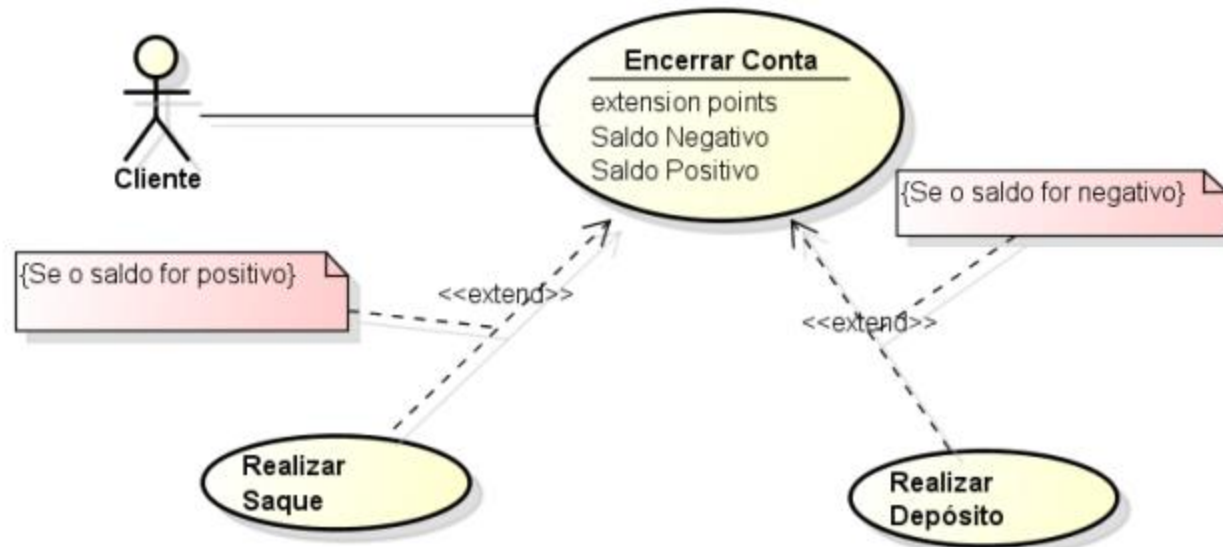 Encerrar Conta
extension points
Saldo Negativo
Saldo Positivo
Cliente
{Se o saldo for negativo}
{Se o saldo for positivo}
<<extend>>
<<extend>>
Realizar
Saque
Realizar
Depósito